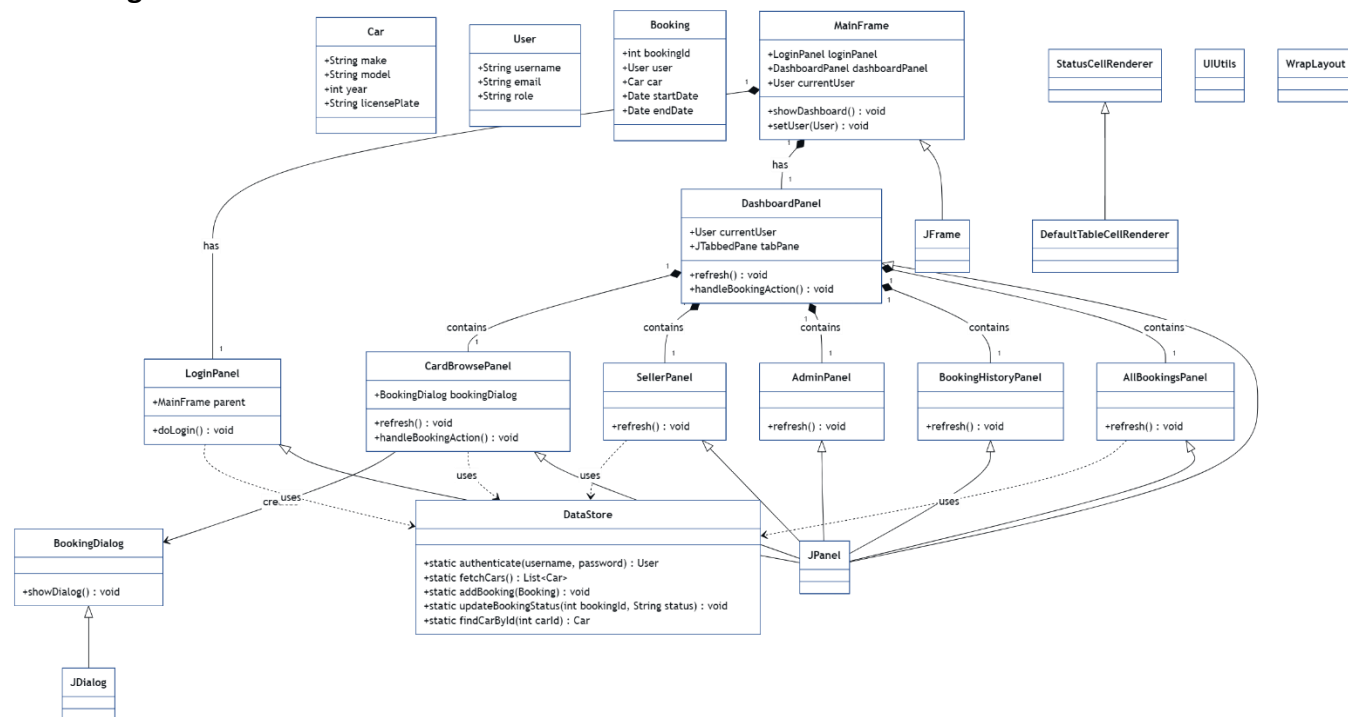 Car
+String make
+String model
+int year
+String licensePlate
User
+String username
+String email
+String role
Booking
+int bookingId
+User user
+Car car
+Date startDate
+Date endDate
MainFrame
+LoginPanel loginPanel
+DashboardPanel dashboardPanel
+User currentUser
+showDashboard() : void
+setUser(User) : void
StatusCellRenderer
UIUtils
WrapLayout
1
1
1
has
1
DashboardPanel
+User currentUser
+JTabbedPane tabPane
+refresh() : void
+handleBookingAction() : void
JFrame
DefaultTableCellRenderer
has
1
1
1
1
1
1
contains
contains
contains
contains
contains
1
1
1
1
1
1
LoginPanel
+MainFrame parent
+doLogin() : void
CardBrowsePanel
+BookingDialog bookingDialog
+refresh() : void
+handleBookingAction() : void
SellerPanel
+refresh() : void
AdminPanel
+refresh() : void
BookingHistoryPanel
+refresh() : void
AllBookingsPanel
+refresh() : void
uses
uses
cre
uses
uses
BookingDialog
+showDialog() : void
DataStore
+static authenticate(username, password) : User
+static fetchCars() : List<Car>
+static addBooking(Booking) : void
+static updateBookingStatus(int bookingId, String status) : void
+static findCarById(int carId) : Car
JPanel
JDialog